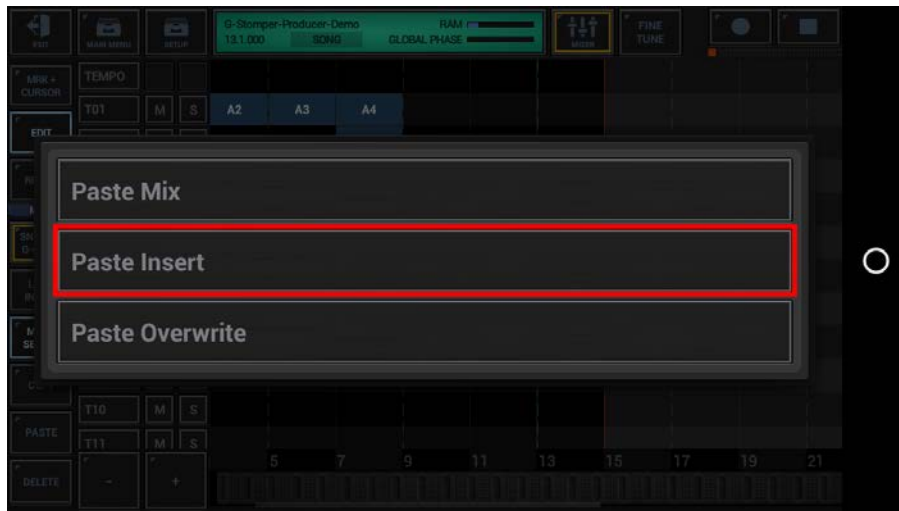 EXIT
MAIN MENU
SETUP
G-Stomper-Producer-Demo
RAM
13.1.000
SONG
GLOBAL PHASE
MIXER
FINE
TUNE
MRK +
CURSOR
TEMPO
T01
M
S
A2
A3
A4
EDIT
Paste Mix
Paste Insert
Paste Overwrite
T10
M
S
PASTE
T11
M
S
5
7
9
11
13
15
17
19
21
DELETE
-
+